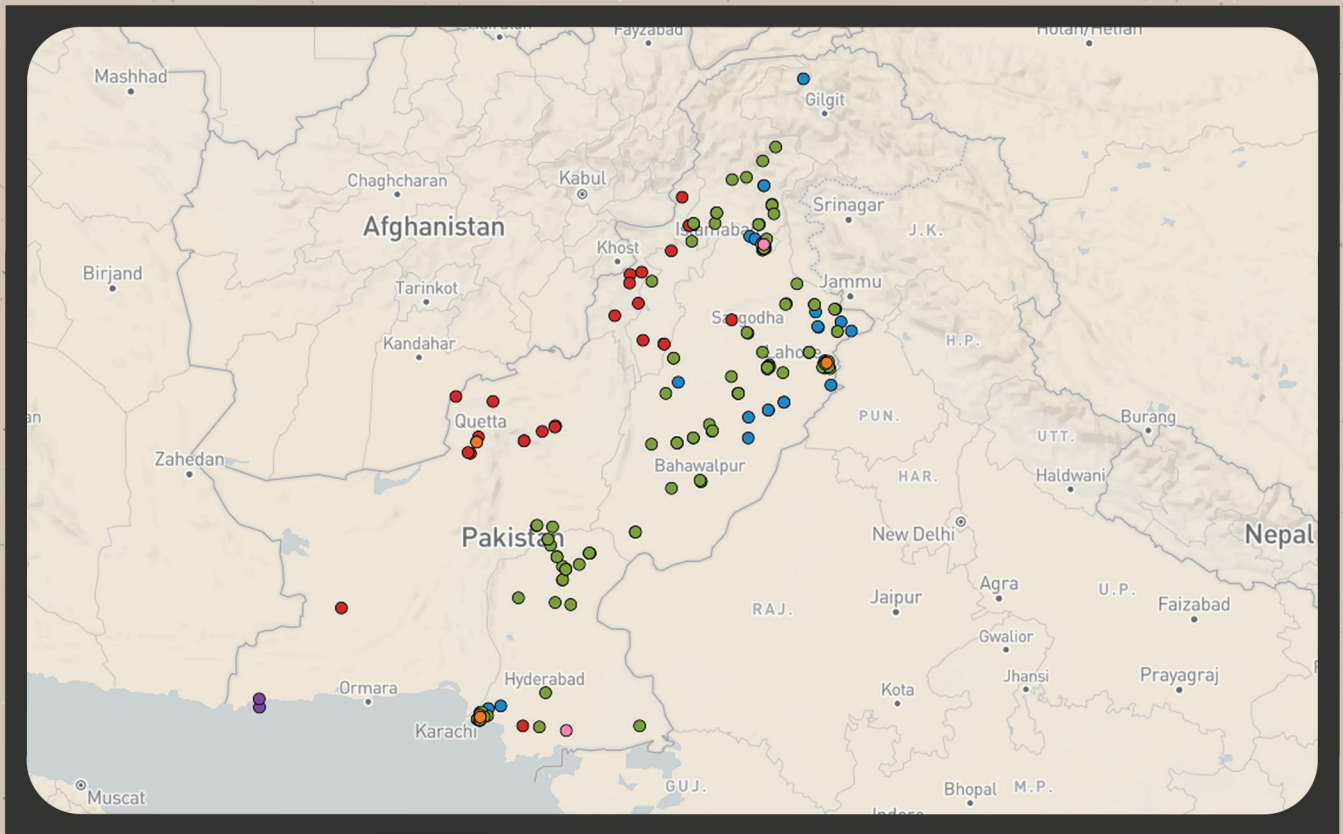 Fayzabad
Hotan/Hetian
Mashhad
Gilgit
Kabul
Chaghcharan
Srinagar
Afghanistan
Islamabad
J.K.
Khost
Birjand
Jammu
Tarinkot
Sargodha
Kandahar
Lahore
H.P.
an
Quetta
PUN.
Burang
UTT.
Zahedan
Bahawalpur
HAR.
Haldwani
Pakistan
New Delhi
Nepal
Agra
U.P.
Jaipur
Faizabad
RAJ.
Gwalior
Hyderabad
Jhansi
Prayagraj
Ormara
Kota
Karachi
GUJ.
Bhopal
M.P.
Muscat
Indore